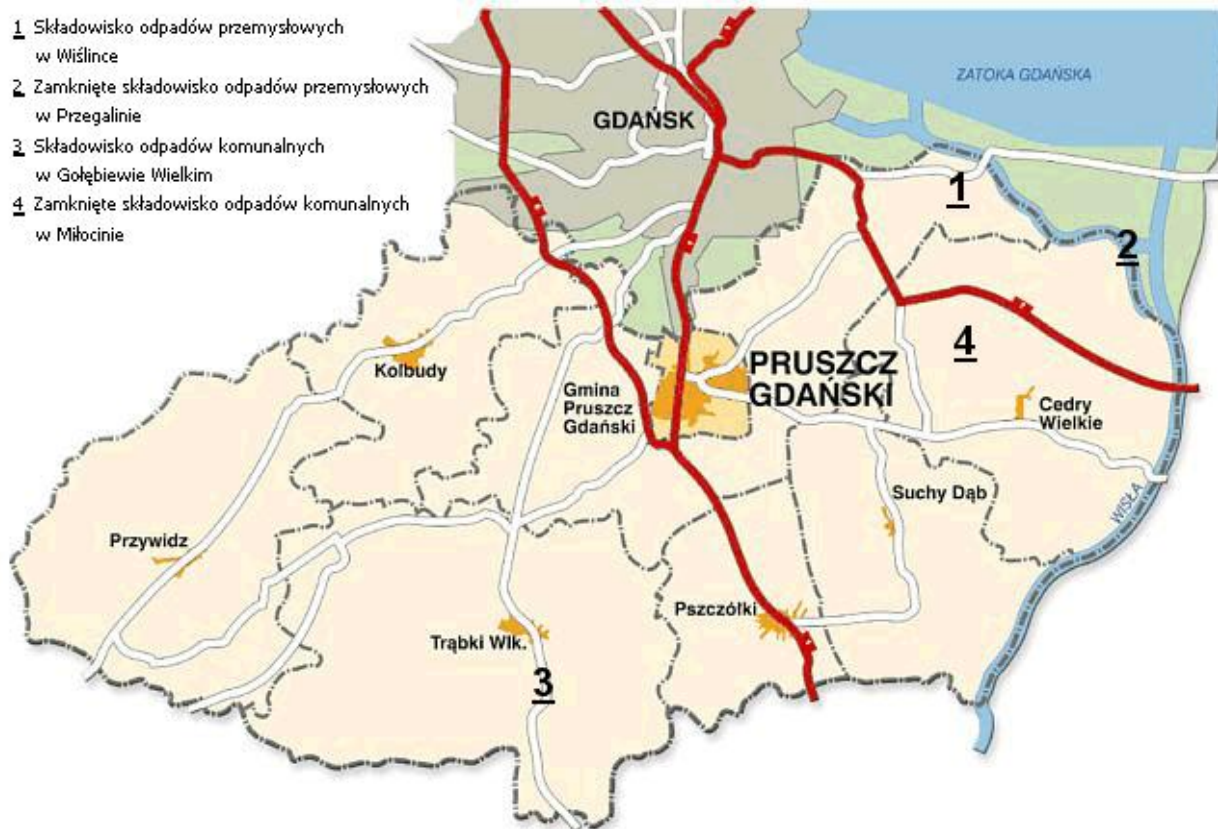 1 Składowisko odpadów przemysłowych
w Wiślince
2 Zamknięte składowisko odpadów przemysłowych
w Przegalinie
3 Składowisko odpadów komunalnych
w Gołębiewie Wielkim
4 Zamknięte składowisko odpadów komunalnych
w Miłocinie
ZATOKA GDAŃSKA
GDAŃSK
1
2
4
Kolbudy
PRUSZCZ
GDAŃSKI
Gmina
Pruszcz
Gdański
Cedry
Wielkie
Suchy Dąb
WISŁA
Przywidz
Pszczółki
Trąbki Wlk.
3